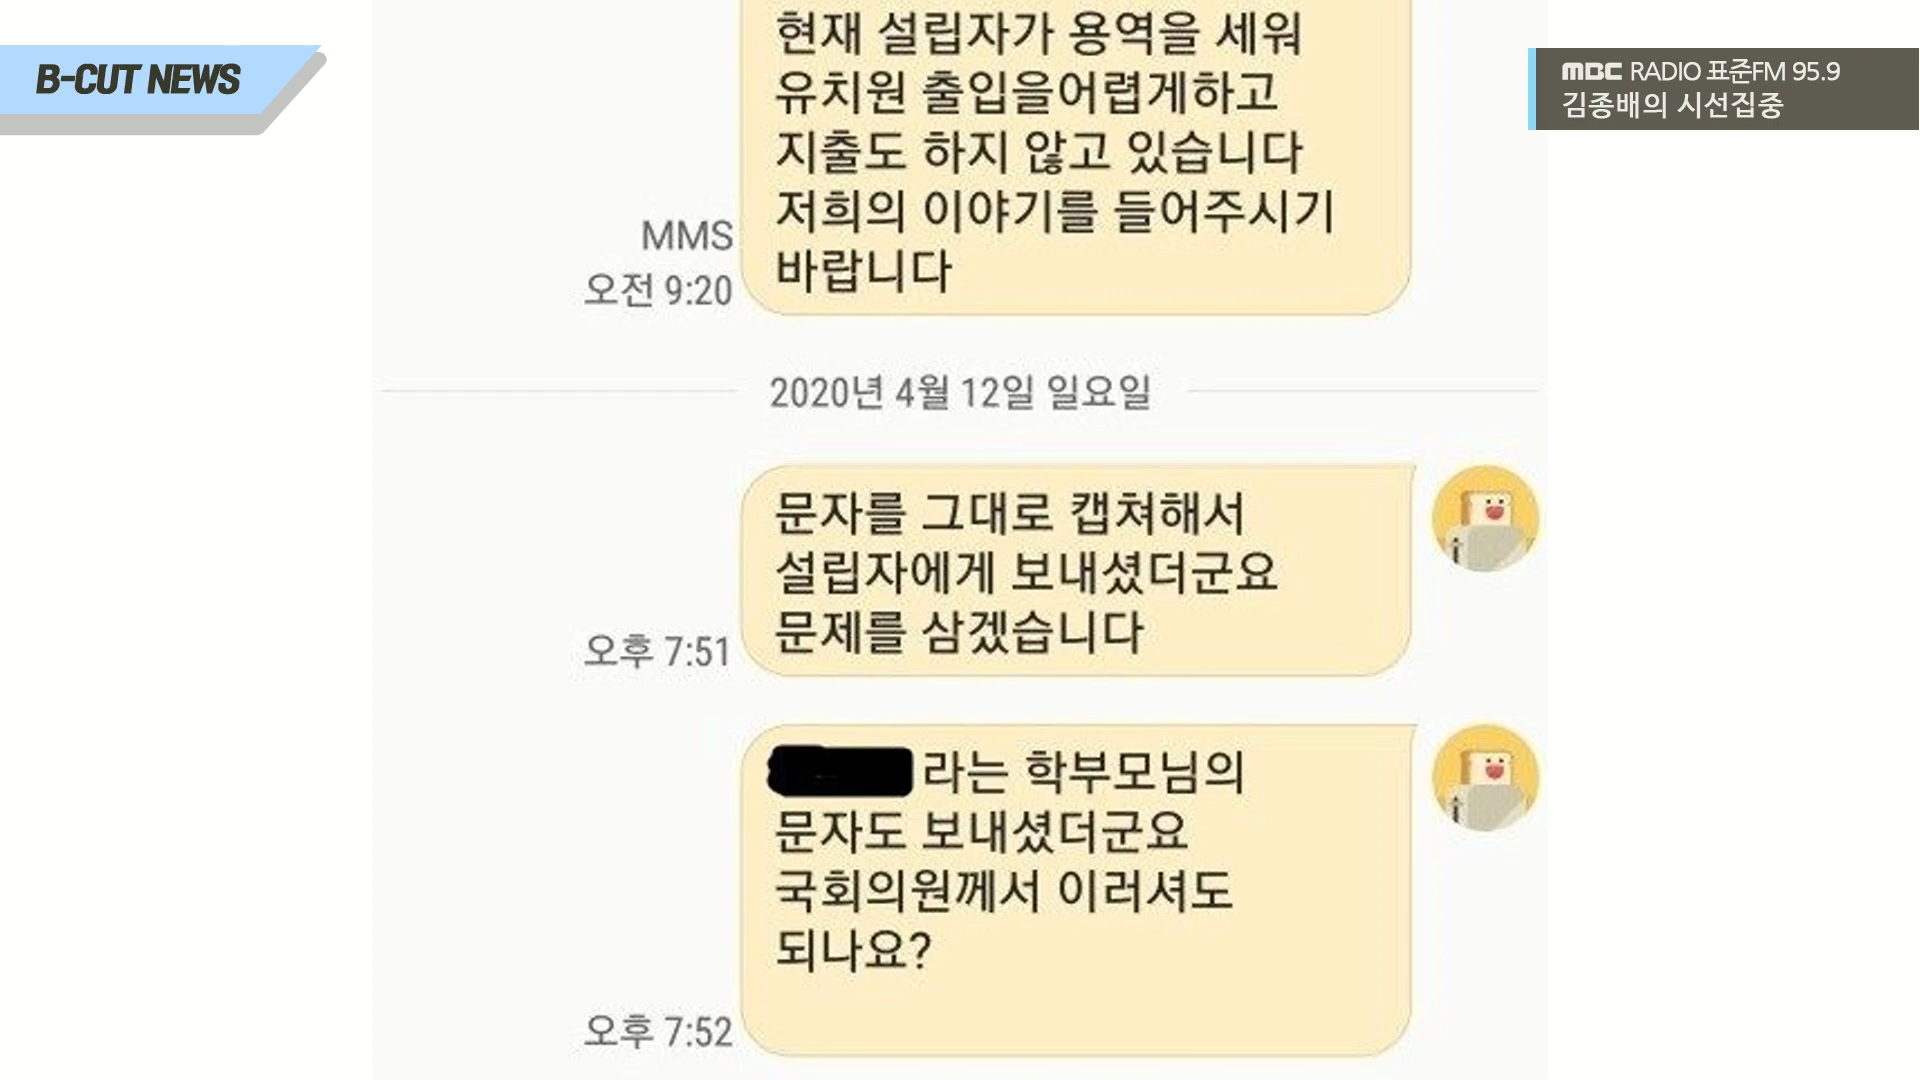 B-CUT NEWS
MBC RADIO 표준FM 95.9
김종배의 시선집중
현재 설립자가 용역을 세워
유치원 출입을어렵게하고
지출도 하지 않고 있습니다
저희의 이야기를 들어주시기
바랍니다
MMS
오전 9:20
2020년 4월 12일 일요일
문자를 그대로 캡쳐해서
설립자에게 보내셨더군요
문제를 삼겠습니다
오후 7:51
라는 학부모님의
문자도 보내셨더군요
국회의원께서 이러셔도
되나요?
오후 7:52